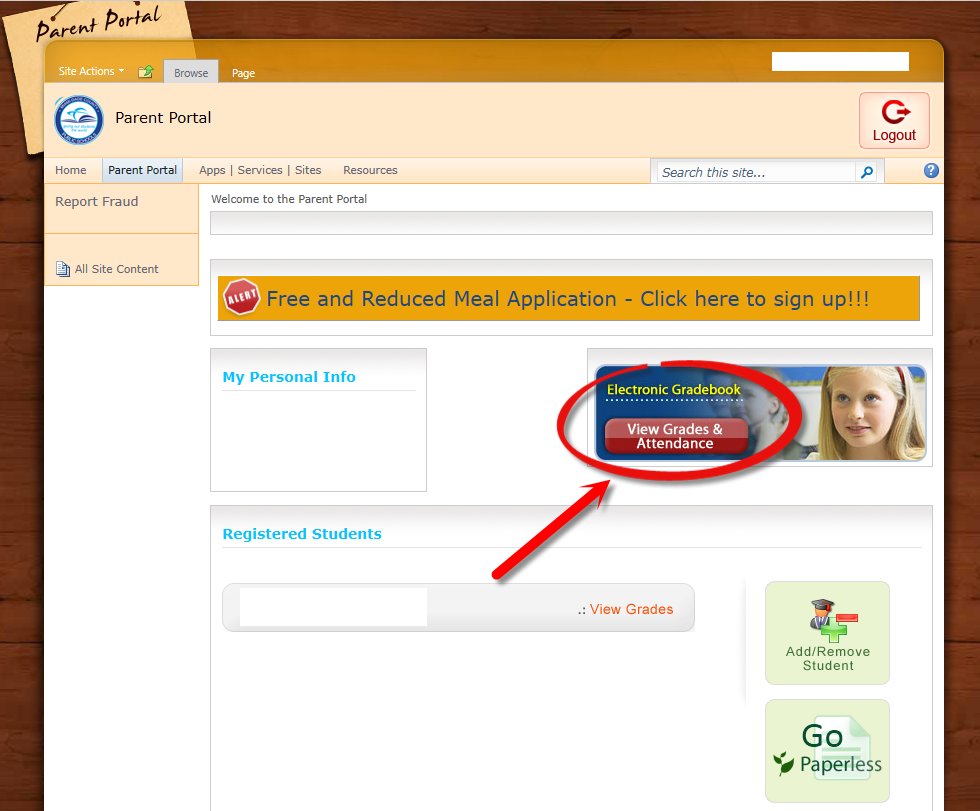 Parent Portal
Site Actions
Browse
Page
Parent Portal
Logout
Home
Parent Portal
Apps | Services | Sites
Resources
Search this site...
?
Report Fraud
Welcome to the Parent Portal
All Site Content
ALERT
Free and Reduced Meal Application - Click here to sign up!!!
My Personal Info
Electronic Gradebook
View Grades &
Attendance
Registered Students
.: View Grades
Add/Remove
Student
Go
Paperless